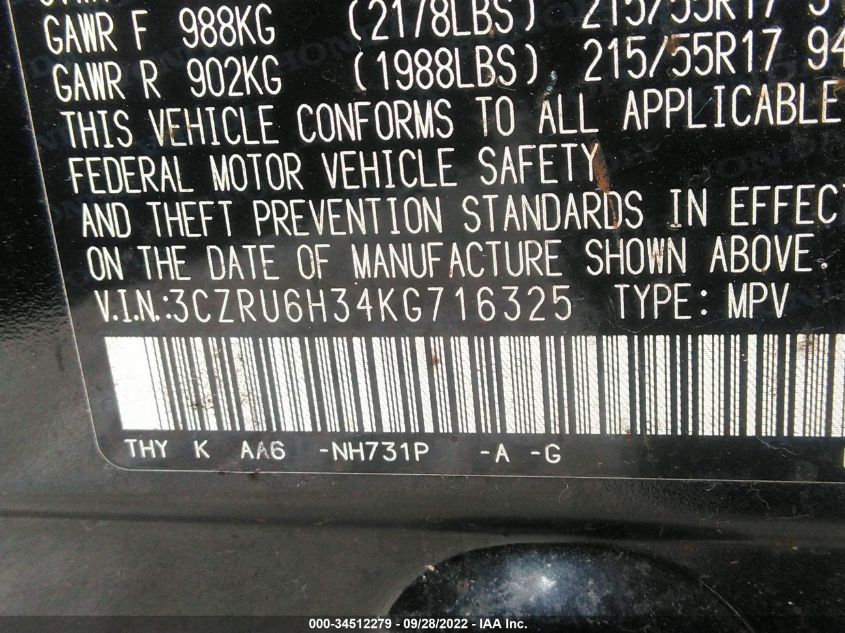 GAWR F 988KG (2178LBS) 215/55R17
GAWR R 902KG (1988LBS) 215/55R17 94
THIS VEHICLE CONFORMS TO ALL APPLICABLE
FEDERAL MOTOR VEHICLE SAFETY
AND THEFT PREVENTION STANDARDS IN EFFECT
ON THE DATE OF MANUFACTURE SHOWN ABOVE.
V.I.N.:3CZRU6H34KG716325 TYPE: MPV
THY K AA6 -NH731P -A -G
000-34512279 - 09/28/2022 - IAA Inc.